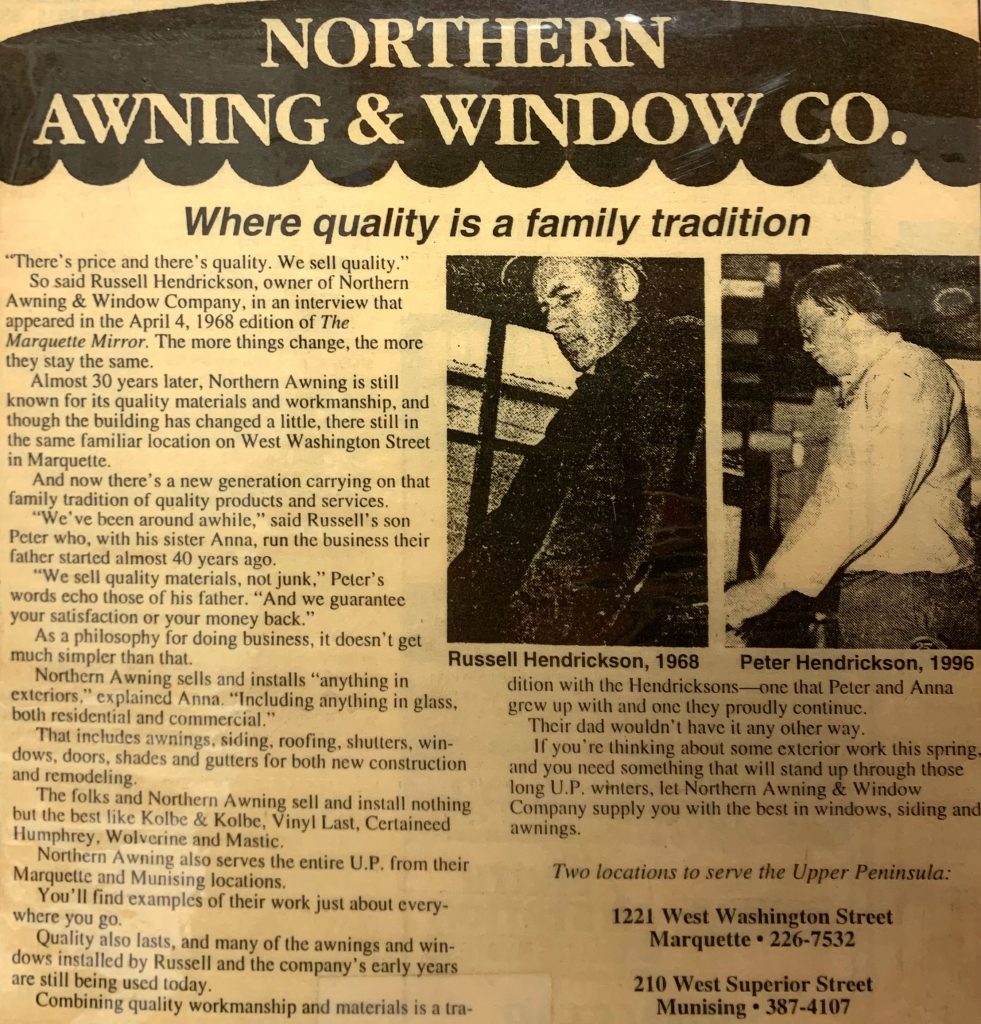 NORTHERN
AWNING & WINDOW CO.
Where quality is a family tradition
“There’s price and there’s quality. We sell quality.”
So said Russell Hendrickson, owner of Northern
Awning & Window Company, in an interview that
appeared in the April 4, 1968 edition of The
Marquette Mirror. The more things change, the more
they stay the same.
Almost 30 years later, Northern Awning is still
known for its quality materials and workmanship, and
though the building has changed a little, there still in
the same familiar location on West Washington Street
in Marquette.
And now there’s a new generation carrying on that
family tradition of quality products and services.
“We’ve been around awhile,” said Russell’s son
Peter who, with his sister Anna, run the business their
father started almost 40 years ago.
“We sell quality materials, not junk,” Peter’s
words echo those of his father. “And we guarantee
your satisfaction or your money back.”
As a philosophy for doing business, it doesn’t get
much simpler than that.
Northern Awning sells and installs “anything in
exteriors,” explained Anna. “Including anything in glass,
both residential and commercial.”
That includes awnings, siding, roofing, shutters, win-
dows, doors, shades and gutters for both new construction
and remodeling.
The folks and Northern Awning sell and install nothing
but the best like Kolbe & Kolbe, Vinyl Last, Certaineed
Humphrey, Wolverine and Mastic.
Northern Awning also serves the entire U.P. from their
Marquette and Munising locations.
You’ll find examples of their work just about every-
where you go.
Quality also lasts, and many of the awnings and win-
dows installed by Russell and the company’s early years
are still being used today.
Combining quality workmanship and materials is a tra-
Russell Hendrickson, 1968
Peter Hendrickson, 1996
dition with the Hendricksons—one that Peter and Anna
grew up with and one they proudly continue.
Their dad wouldn’t have it any other way.
If you’re thinking about some exterior work this spring,
and you need something that will stand up through those
long U.P. winters, let Northern Awning & Window
Company supply you with the best in windows, siding and
awnings.
Two locations to serve the Upper Peninsula:
1221 West Washington Street
Marquette • 226-7532
210 West Superior Street
Munising • 387-4107